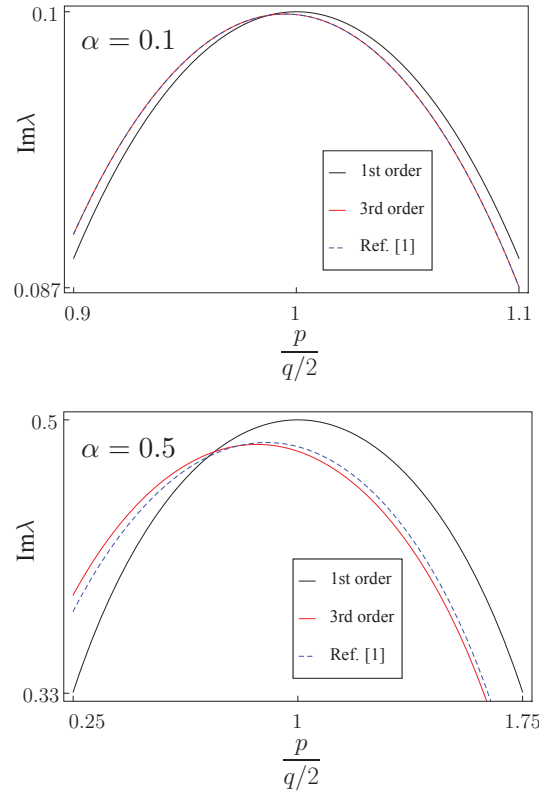 0.1
α = 0.1
Imλ
1st order
3rd order
Ref. [1]
0.087
0.9
1
1.1
p
q/2
0.5
α = 0.5
Imλ
1st order
3rd order
Ref. [1]
0.33
0.25
1
1.75
p
q/2